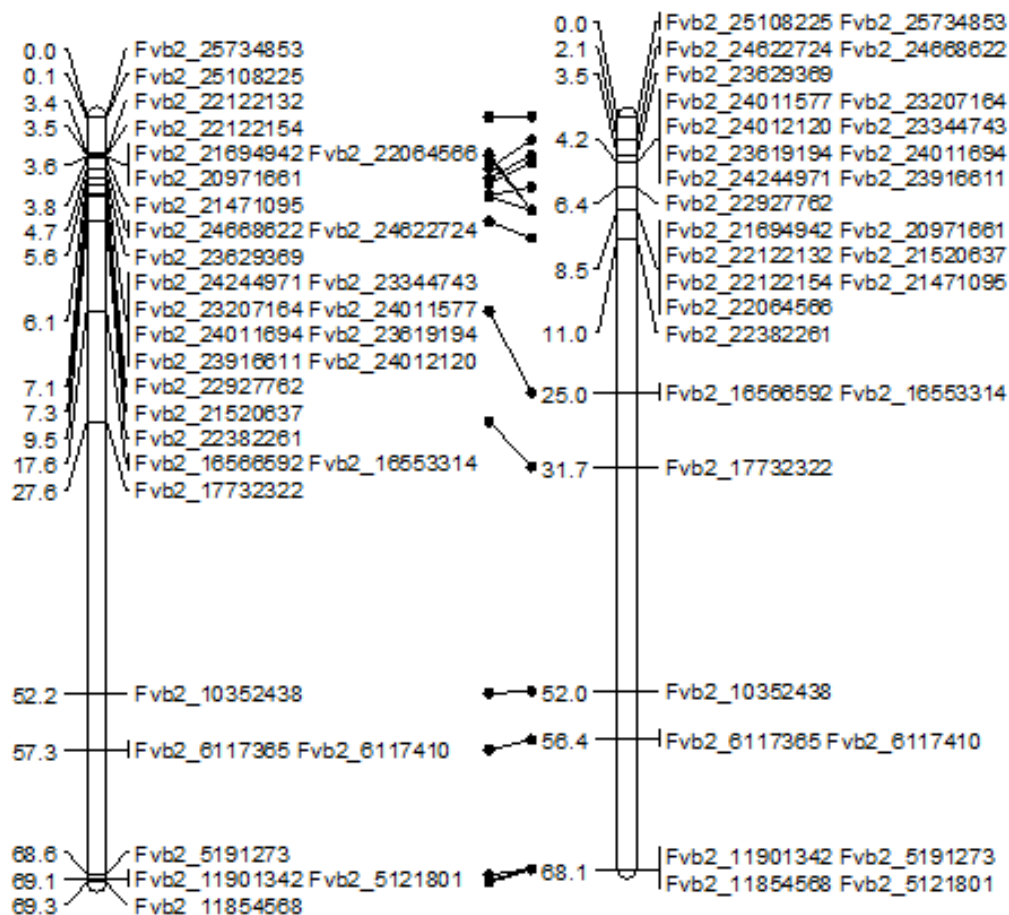 0.0 Fvb2_25734853
0.1 Fvb2_25108225
3.4 Fvb2_22122132
3.5 Fvb2_22122154
3.6 Fvb2_21694942 Fvb2_22064566
Fvb2_20971661
3.8 Fvb2_21471095
4.7 Fvb2_24668622 Fvb2_24622724
5.6 Fvb2_23629369
6.1 Fvb2_24244971 Fvb2_23344743
Fvb2_23207164 Fvb2_24011577
Fvb2_24011694 Fvb2_23619194
Fvb2_23916611 Fvb2_24012120
7.1 Fvb2_22927762
7.3 Fvb2_21520637
9.5 Fvb2_22382261
17.6 Fvb2_16566592 Fvb2_16553314
27.6 Fvb2_17732322
52.2 Fvb2_10352438
57.3 Fvb2_6117365 Fvb2_6117410
68.6 Fvb2_5191273
69.1 Fvb2_11901342 Fvb2_5121801
69.3 Fvb2_11854568
0.0 Fvb2_25108225 Fvb2_25734853
2.1 Fvb2_24622724 Fvb2_24668622
3.5 Fvb2_23629369
4.2 Fvb2_24011577 Fvb2_23207164
Fvb2_24012120 Fvb2_23344743
Fvb2_23619194 Fvb2_24011694
Fvb2_24244971 Fvb2_23916611
6.4 Fvb2_22927762
8.5 Fvb2_21694942 Fvb2_20971661
Fvb2_22122132 Fvb2_21520637
Fvb2_22122154 Fvb2_21471095
Fvb2_22064566
11.0 Fvb2_22382261
25.0 Fvb2_16566592 Fvb2_16553314
31.7 Fvb2_17732322
52.0 Fvb2_10352438
56.4 Fvb2_6117365 Fvb2_6117410
68.1 Fvb2_11901342 Fvb2_5191273
Fvb2_11854568 Fvb2_5121801